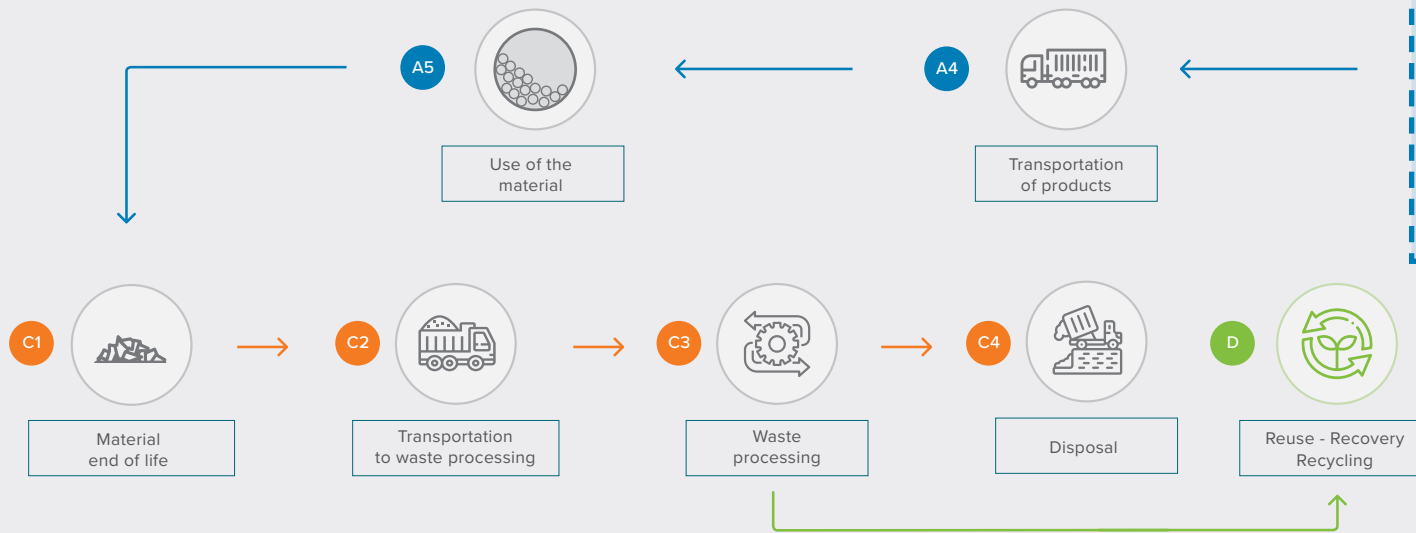 A5
Use of the
material
A4
Transportation
of products
C1
Material
end of life
C2
Transportation
to waste processing
C3
Waste
processing
C4
Disposal
D
Reuse - Recovery
Recycling